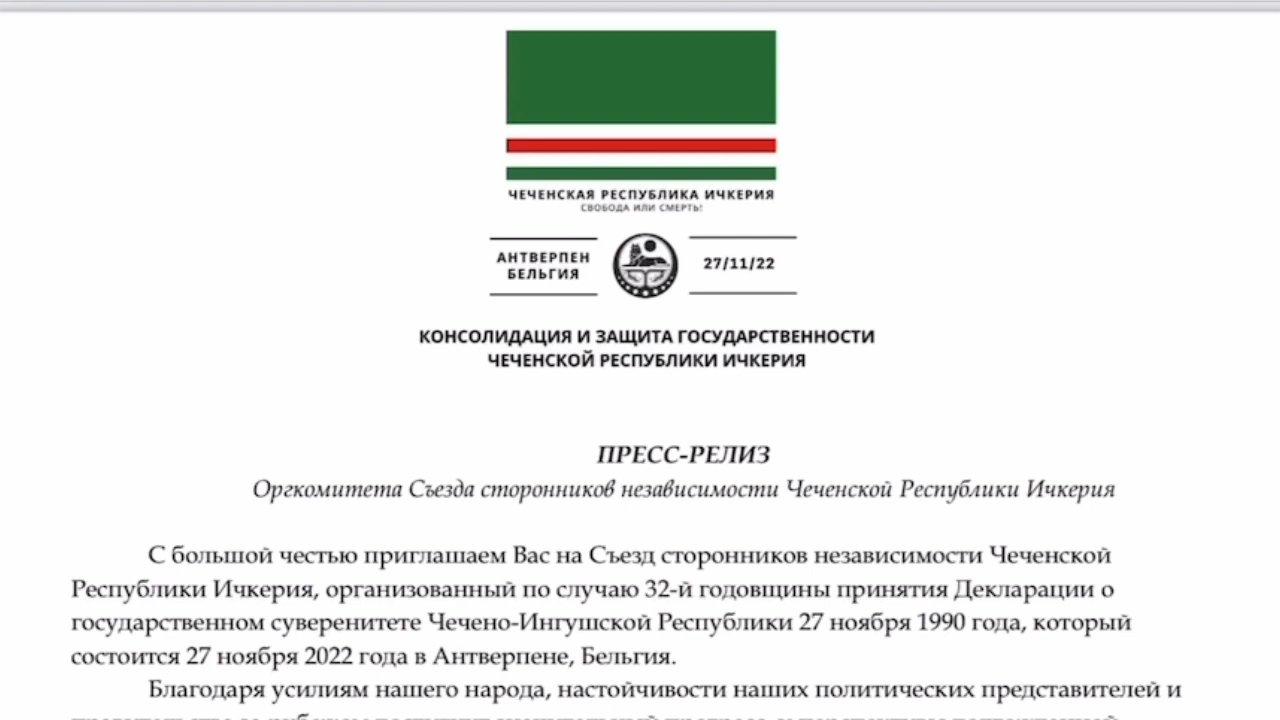 ЧЕЧЕНСКАЯ РЕСПУБЛИКА ИЧКЕРИЯ
СВОБОДА ИЛИ СМЕРТЬ!
АНТВЕРПЕН
БЕЛЬГИЯ
27/11/22
КОНСОЛИДАЦИЯ И ЗАЩИТА ГОСУДАРСТВЕННОСТИ
ЧЕЧЕНСКОЙ РЕСПУБЛИКИ ИЧКЕРИЯ
ПРЕСС-РЕЛИЗ
Оргкомитета Съезда сторонников независимости Чеченской Республики Ичкерия
С большой честью приглашаем Вас на Съезд сторонников независимости Чеченской
Республики Ичкерия, организованный по случаю 32-й годовщины принятия Декларации о
государственном суверенитете Чечено-Ингушской Республики 27 ноября 1990 года, который
состоится 27 ноября 2022 года в Антверпене, Бельгия.
Благодаря усилиям нашего народа, настойчивости наших политических представителей и